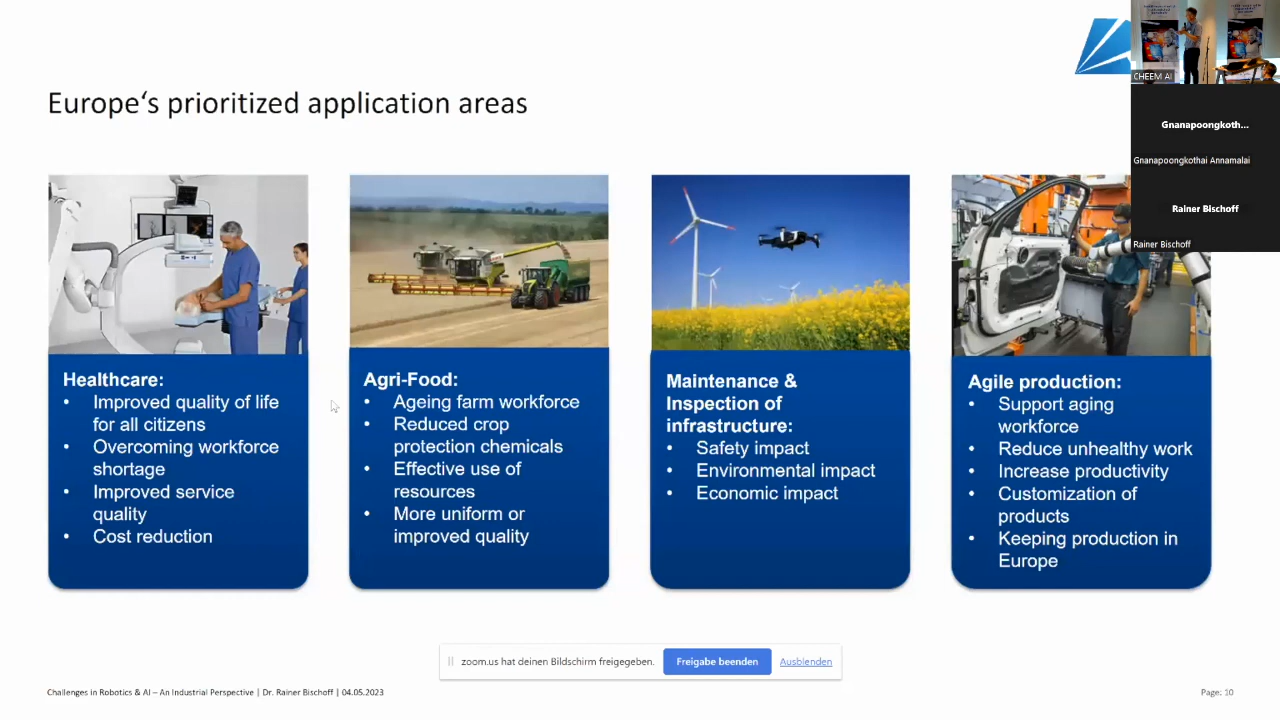 Europe‘s prioritized application areas
CHEEM AI
Gnanapoongkoth...
Gnanapoongkothai Annamalai
Rainer Bischoff
Rainer Bischoff
Healthcare:
• Improved quality of life
for all citizens
• Overcoming workforce
shortage
• Improved service
quality
• Cost reduction
Agri-Food:
• Ageing farm workforce
• Reduced crop
protection chemicals
• Effective use of
resources
• More uniform or
improved quality
Maintenance &
Inspection of
infrastructure:
• Safety impact
• Environmental impact
• Economic impact
Agile production:
• Support aging
workforce
• Reduce unhealthy work
• Increase productivity
• Customization of
products
• Keeping production in
Europe
zoom.us hat deinen Bildschirm freigegeben.
Freigabe beenden
Ausblenden
Challenges in Robotics & AI – An Industrial Perspective | Dr. Rainer Bischoff | 04.05.2023
Page: 10